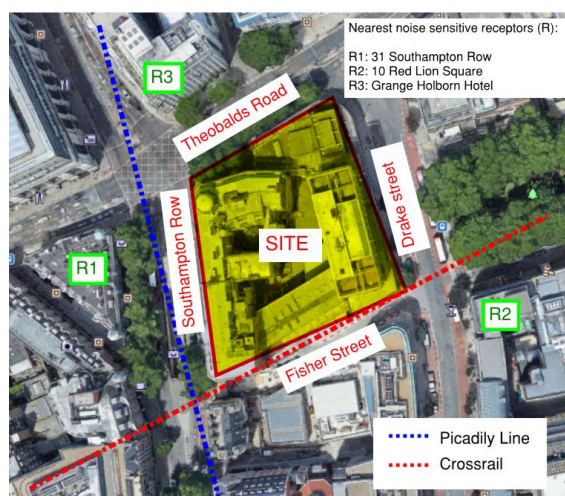 Nearest noise sensitive receptors (R):
R1: 31 Southampton Row
R2: 10 Red Lion Square
R3: Grange Holborn Hotel
R3
Theobalds Road
Southampton Row
Drake street
SITE
R1
R2
Fisher Street
Picadily Line
Crossrail